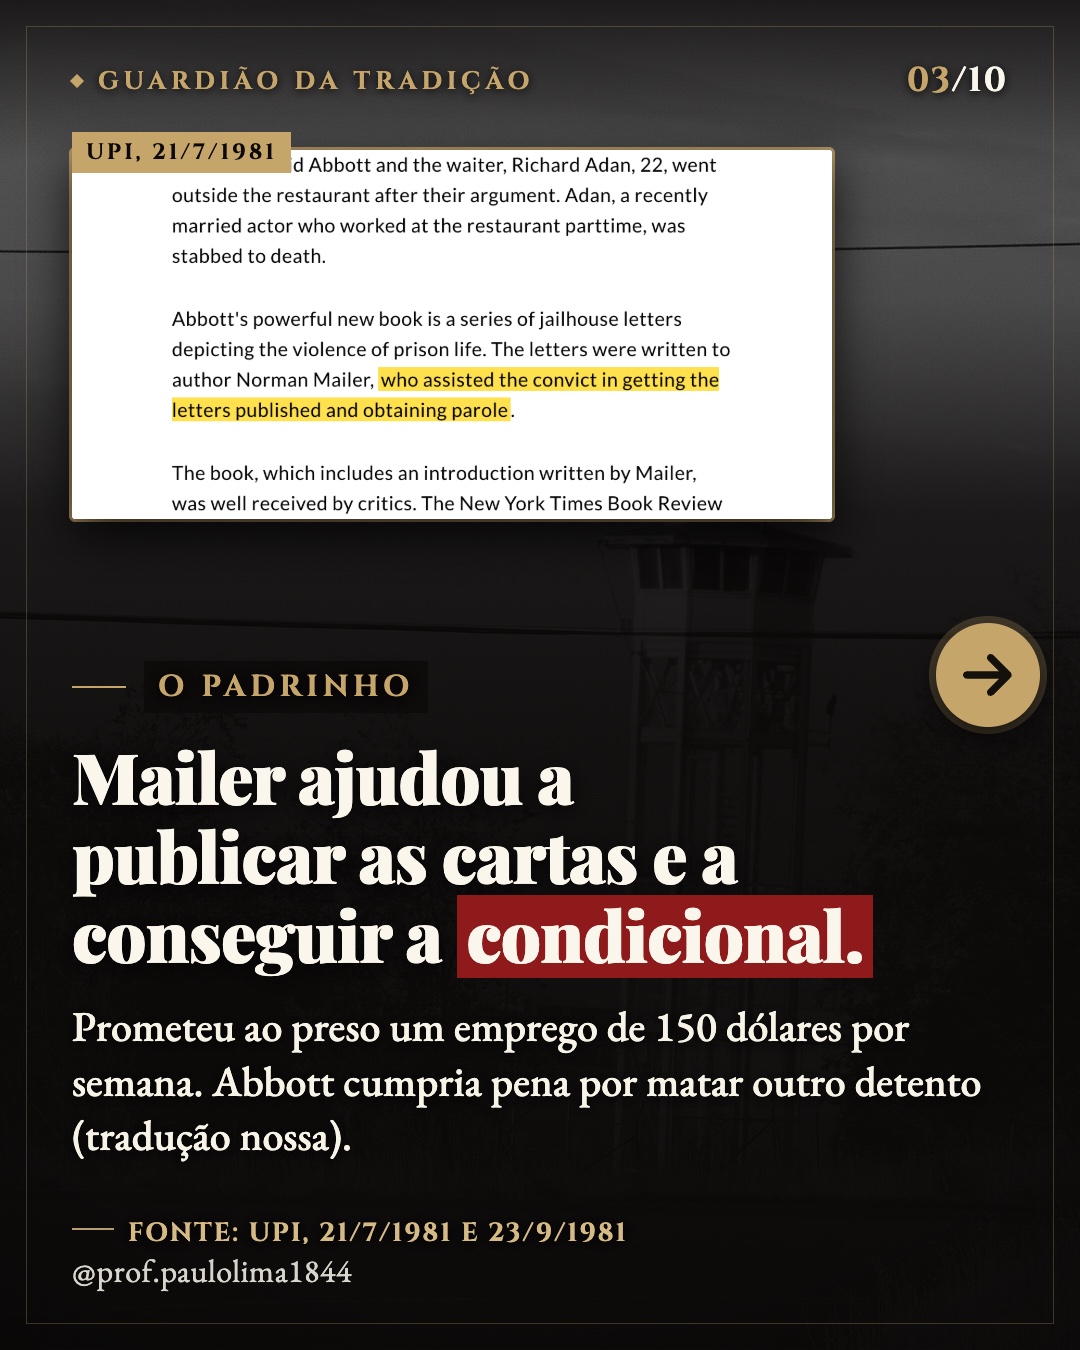 GUARDIÃO DA TRADIÇÃO
03/10
UPI, 21/7/1981
d Abbott and the waiter, Richard Adan, 22, went
outside the restaurant after their argument. Adan, a recently
married actor who worked at the restaurant parttime, was
stabbed to death.
Abbott's powerful new book is a series of jailhouse letters
depicting the violence of prison life. The letters were written to
author Norman Mailer, who assisted the convict in getting the
letters published and obtaining parole.
The book, which includes an introduction written by Mailer,
was well received by critics. The New York Times Book Review
O PADRINHO
Mailer ajudou a
publicar as cartas e a
conseguir a condicional.
Prometeu ao preso um emprego de 150 dólares por
semana. Abbott cumpria pena por matar outro detento
(tradução nossa).
FONTE: UPI, 21/7/1981 E 23/9/1981
@prof.paulolima1844